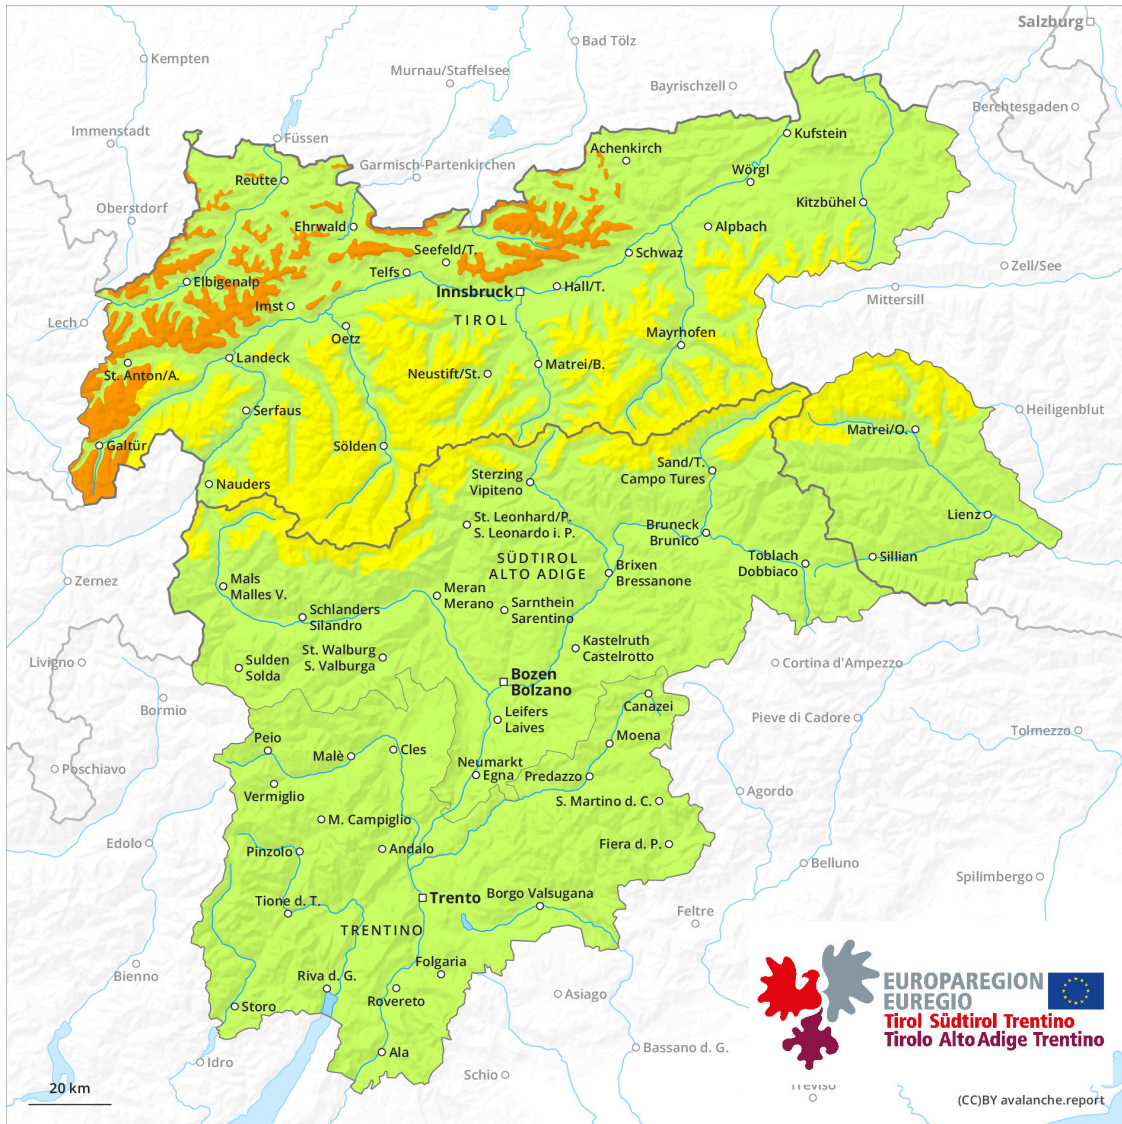 Salzburg
Bad Tölz
Kempten
Murnau/Staffelsee
Bayrischzell
Berchtesgaden
Immenstadt
Füssen
Kufstein
Achenkirch
Garmisch-Partenkirchen
Wörgl
Reutte
Oberstdorf
Kitzbühel
Ehrwald
Alpbach
Seefeld/T.
Schwaz
Zell/See
Telfs
Elbigenalp
Hall/T.
Innsbruck
Mittersill
Imst
Lech
TIROL
Oetz
Mayrhofen
Landeck
Matrei/B.
St. Anton/A.
Neustift/St.
Serfaus
Heiligenblut
Matrei/O.
Galtür
Sölden
Sand/T.
Campo Tures
Sterzing
Vipiteno
Nauders
St. Leonhard/P.
S. Leonardo i. P.
Lienz
Bruneck
Brunico
SÜDTIROL
ALTO ADIGE
Toblach
Dobbiaco
Sillian
Brixen
Bressanone
Zernez
Mals
Malles V.
Meran
Merano
Sarnthein
Sarentino
Schlanders
Silandro
Kastelruth
Castelrotto
St. Walburg
S. Valburga
Livigno
Sulden
Solda
Cortina d'Ampezzo
Bozen
Bolzano
Bormio
Canazei
Leifers
Laives
Pieve di Cadore
Tolmezzo
Peio
Moena
Malè
Cles
Neumarkt
Egna
Predazzo
Poschiavo
Vermiglio
Agordo
S. Martino d. C.
M. Campiglio
Edolo
Pinzolo
Andalo
Fiera d. P.
Belluno
Spilimbergo
Tione d. T.
Trento
Borgo Valsugana
Feltre
TRENTINO
Bienno
Riva d. G.
Folgaria
Storo
Rovereto
Asiago
EUROPAREGION
EUREGIO
Tirol Südtirol Trentino
Tirolo Alto Adige Trentino
Idro
Ala
Bassano d. G.
Schio
Treviso
20 km
(CC)BY avalanche.report